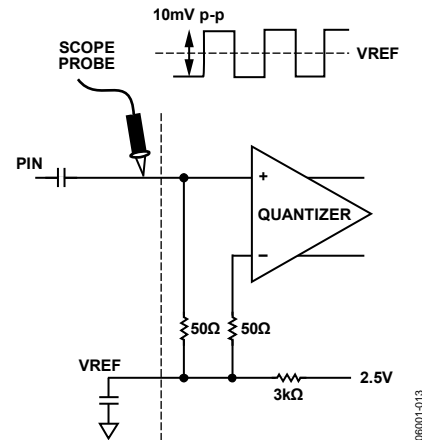 10mV p-p
VREF
SCOPE
PROBE
PIN
+
QUANTIZER
–
50Ω
50Ω
VREF
3kΩ
2.5V
06001-013